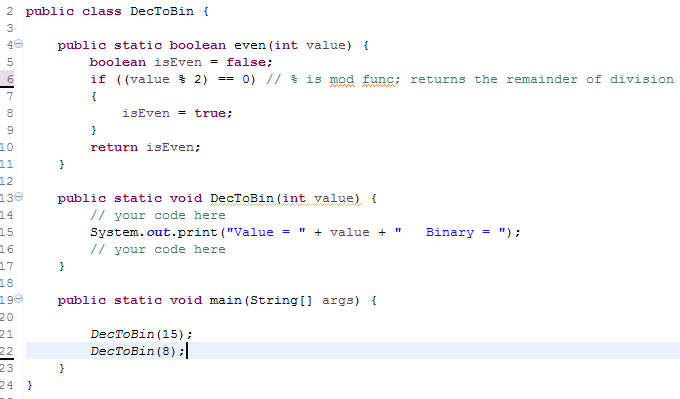 2 public class DecToBin {
3
4 public static boolean even(int value) {
5 boolean isEven = false;
6 if ((value % 2) == 0) // % is mod func; returns the remainder of division
7 {
8 isEven = true;
9 }
10 return isEven;
11 }
12
13 public static void DecToBin(int value) {
14 // your code here
15 System.out.print("Value = " + value + "   Binary = ");
16 // your code here
17 }
18
19 public static void main(String[] args) {
20
21 DecToBin(15);
22 DecToBin(8);
23 }
24 }